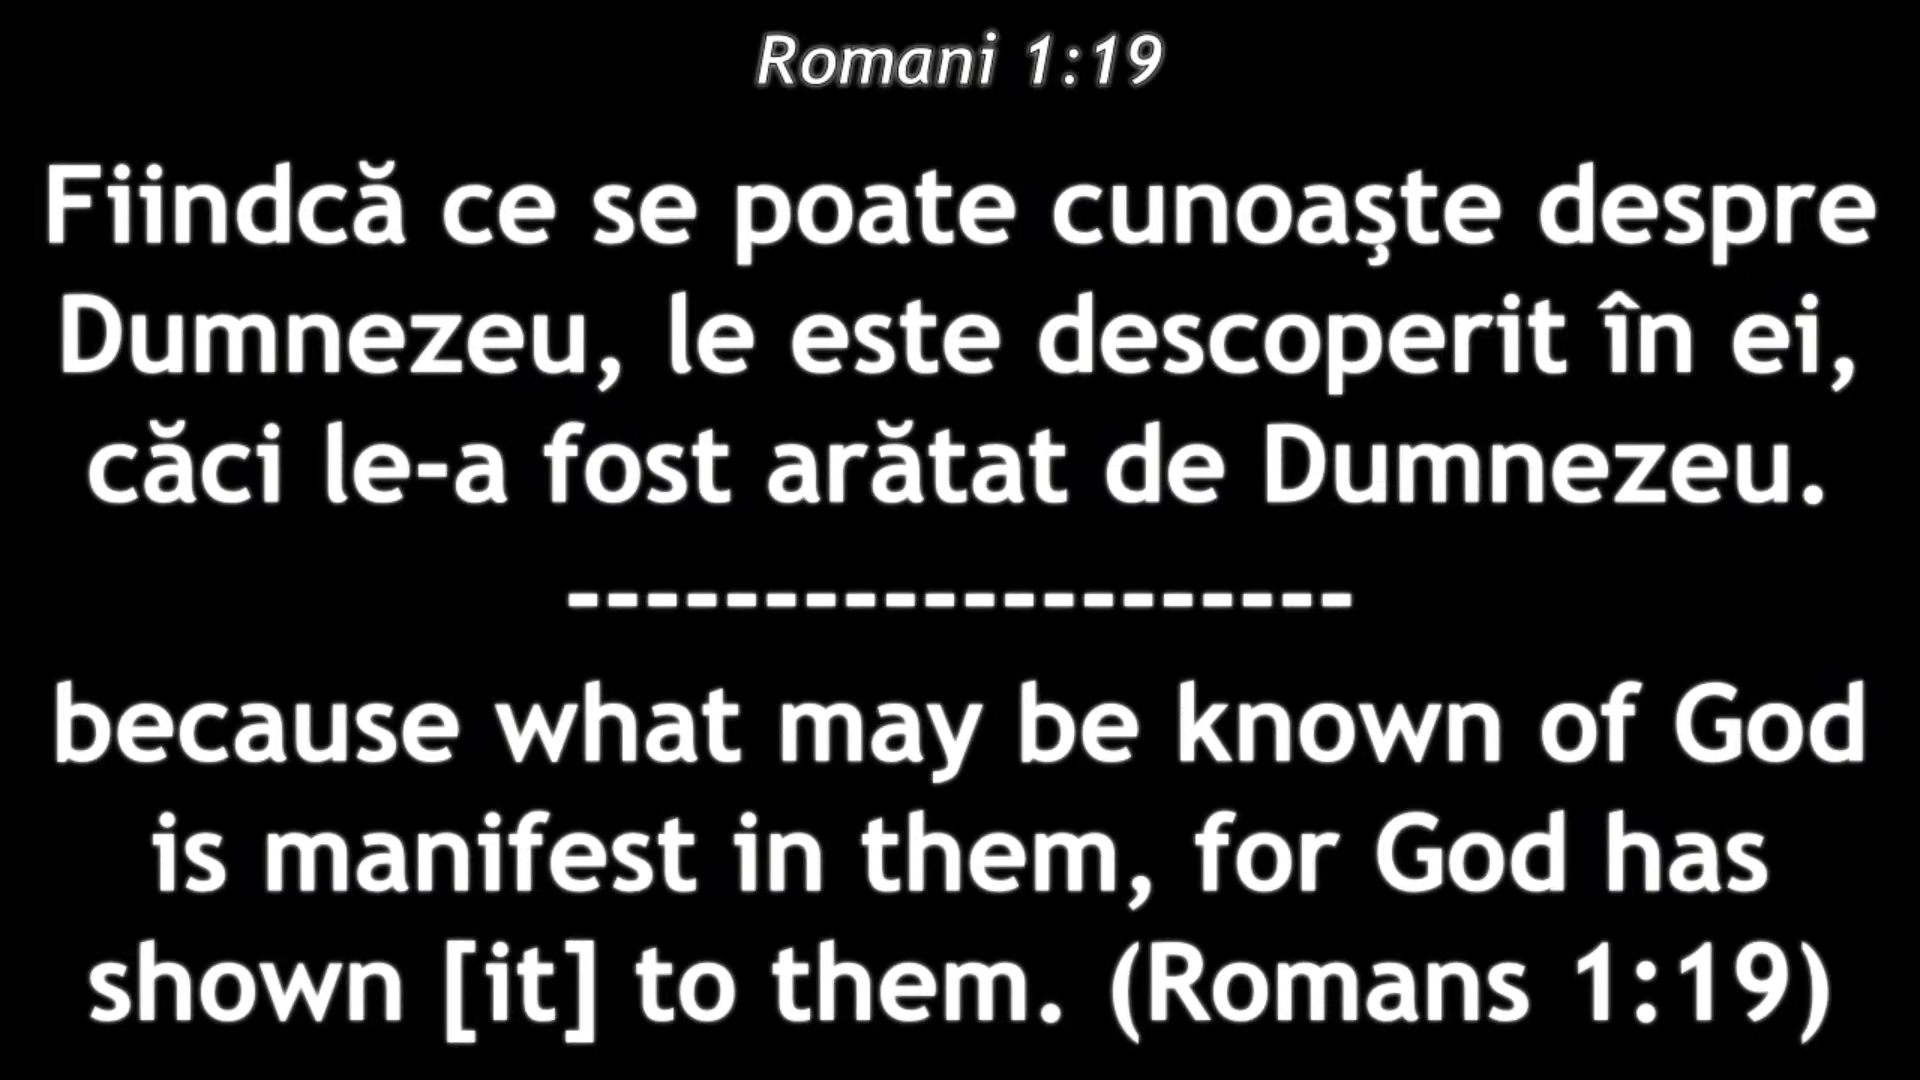 Romani 1:19
Fiindcă ce se poate cunoaşte despre
Dumnezeu, le este descoperit în ei,
căci le-a fost arătat de Dumnezeu.
--------------------
because what may be known of God
is manifest in them, for God has
shown [it] to them. (Romans 1:19)